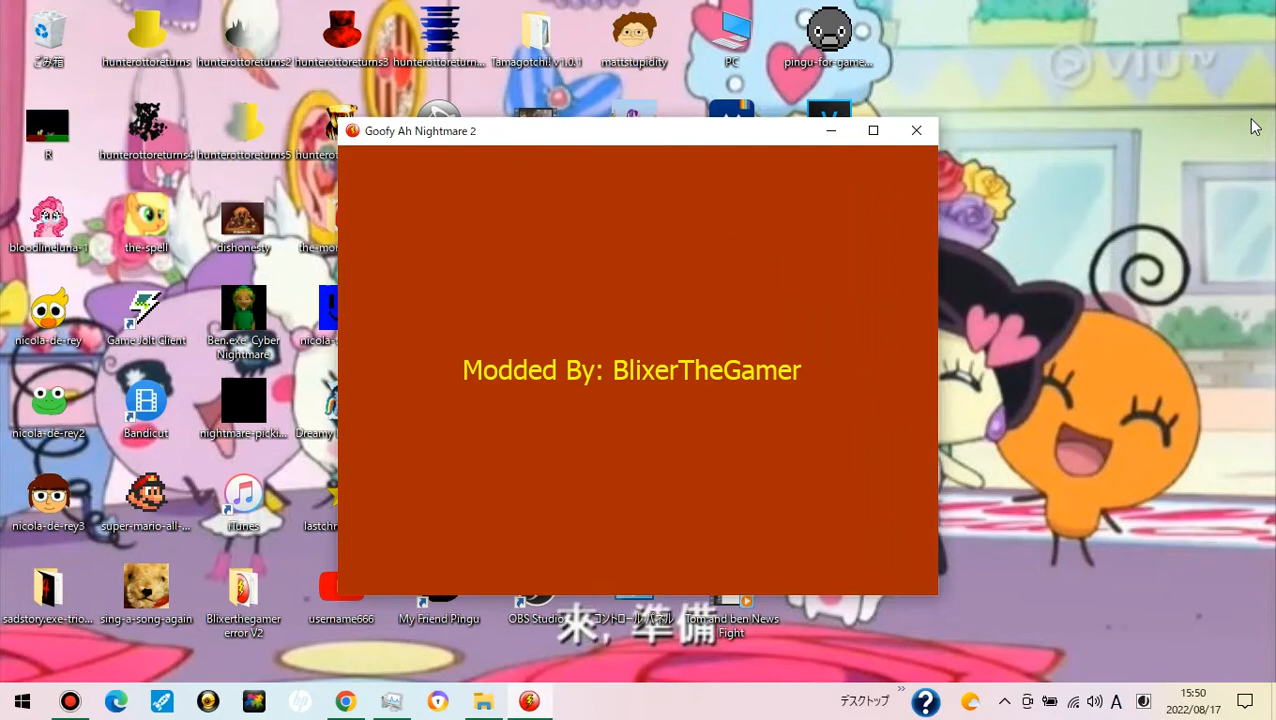 ごみ箱
hunterottoreturns
hunterottoreturns2
hunterottoreturns3
hunterottoreturn...
Tamagotchi! v1.0.1
mattstupidity
PC
pingu-for-game...
VIUTV
R
hunterottoreturns4
hunterottoreturns5
Goofy Ah Nightmare 2
bloodlineluna-1
the-spell
dishonesty
nicola-de-rey
Game Jolt Client
Ben.exe Cyber
Nightmare
Modded By: BlixerTheGamer
nicola-de-rey2
Bandicut
nightmare-picki...
nicola-de-rey3
super-mario-all-...
iTunes
sadstory.exe-trio...
sing-a-song-again
Blixerthegamer
error V2
username666
My Friend Pingu
OBS Studio
コントロール パネル
Tom and ben News
Fight
来, 準備
デスクトップ
A
15:50
2022/08/17